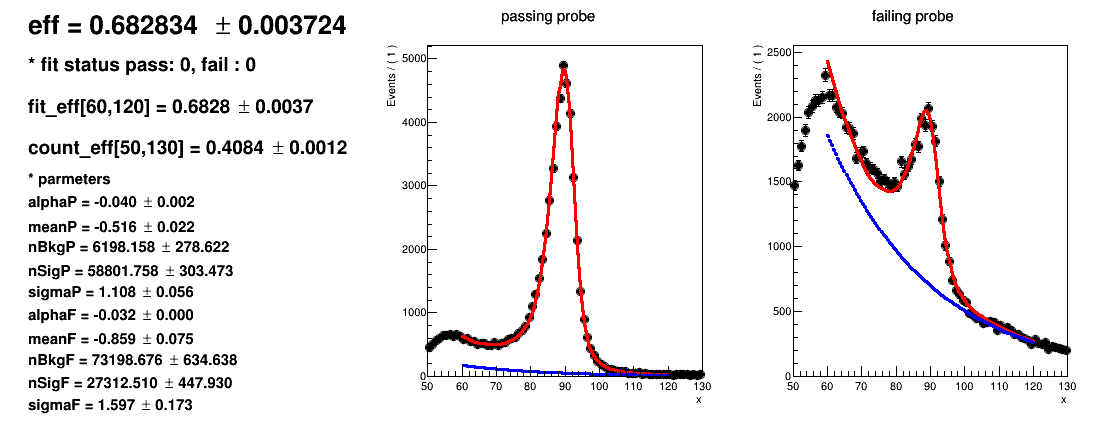 eff = 0.682834 ± 0.003724
* fit status pass: 0, fail : 0
fit_eff[60,120] = 0.6828 ± 0.0037
count_eff[50,130] = 0.4084 ± 0.0012
* parmeters
alphaP = -0.040 ± 0.002
meanP = -0.516 ± 0.022
nBkgP = 6198.158 ± 278.622
nSigP = 58801.758 ± 303.473
sigmaP = 1.108 ± 0.056
alphaF = -0.032 ± 0.000
meanF = -0.859 ± 0.075
nBkgF = 73198.676 ± 634.638
nSigF = 27312.510 ± 447.930
sigmaF = 1.597 ± 0.173
passing probe
Events / ( 1 )
5000
4000
3000
2000
1000
0
50 60 70 80 90 100 110 120 130
x
failing probe
Events / ( 1 )
2500
2000
1500
1000
500
0
50 60 70 80 90 100 110 120 130
x